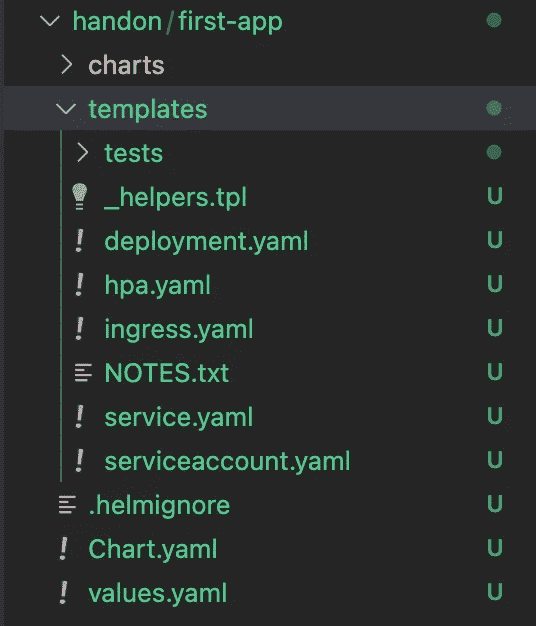 handon/first-app
charts
templates
tests
_helpers.tpl U
! deployment.yaml U
! hpa.yaml U
! ingress.yaml U
NOTES.txt U
! service.yaml U
! serviceaccount.yaml U
.helmignore U
! Chart.yaml U
! values.yaml U